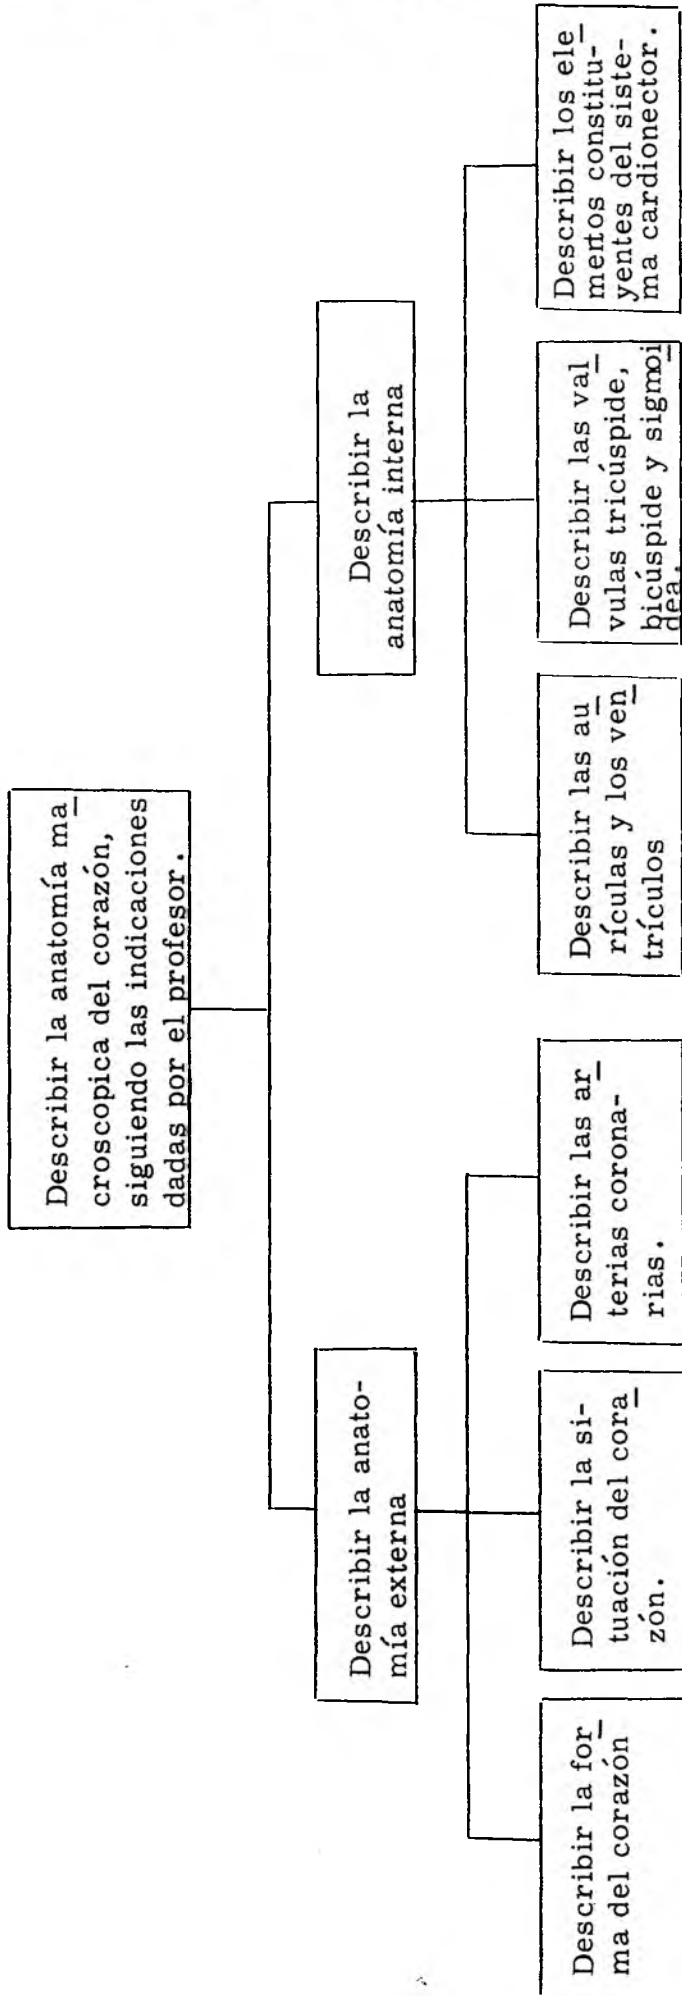 Describir la anatomía ma_
croscopica del corazón,
siguiendo las indicaciones
dadas por el profesor.
Describir la anato-
mía externa
Describir la
anatomía interna
Describir la for_
ma del corazón
Describir la si-
tuación del cora_
zón.
Describir las ar_
terias corona-
rias.
Describir las au_
rículas y los ven_
trículos
Describir las val_
vulas tricúspide,
bicúspide y sigmoi_
dea.
Describir los ele_
mentos constitu-
yentes del siste-
ma cardionector.